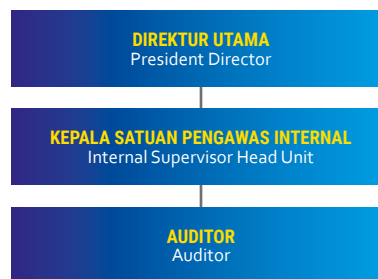 DIREKTUR UTAMA
President Director
KEPALA SATUAN PENGAWAS INTERNAL
Internal Supervisor Head Unit
AUDITOR
Auditor